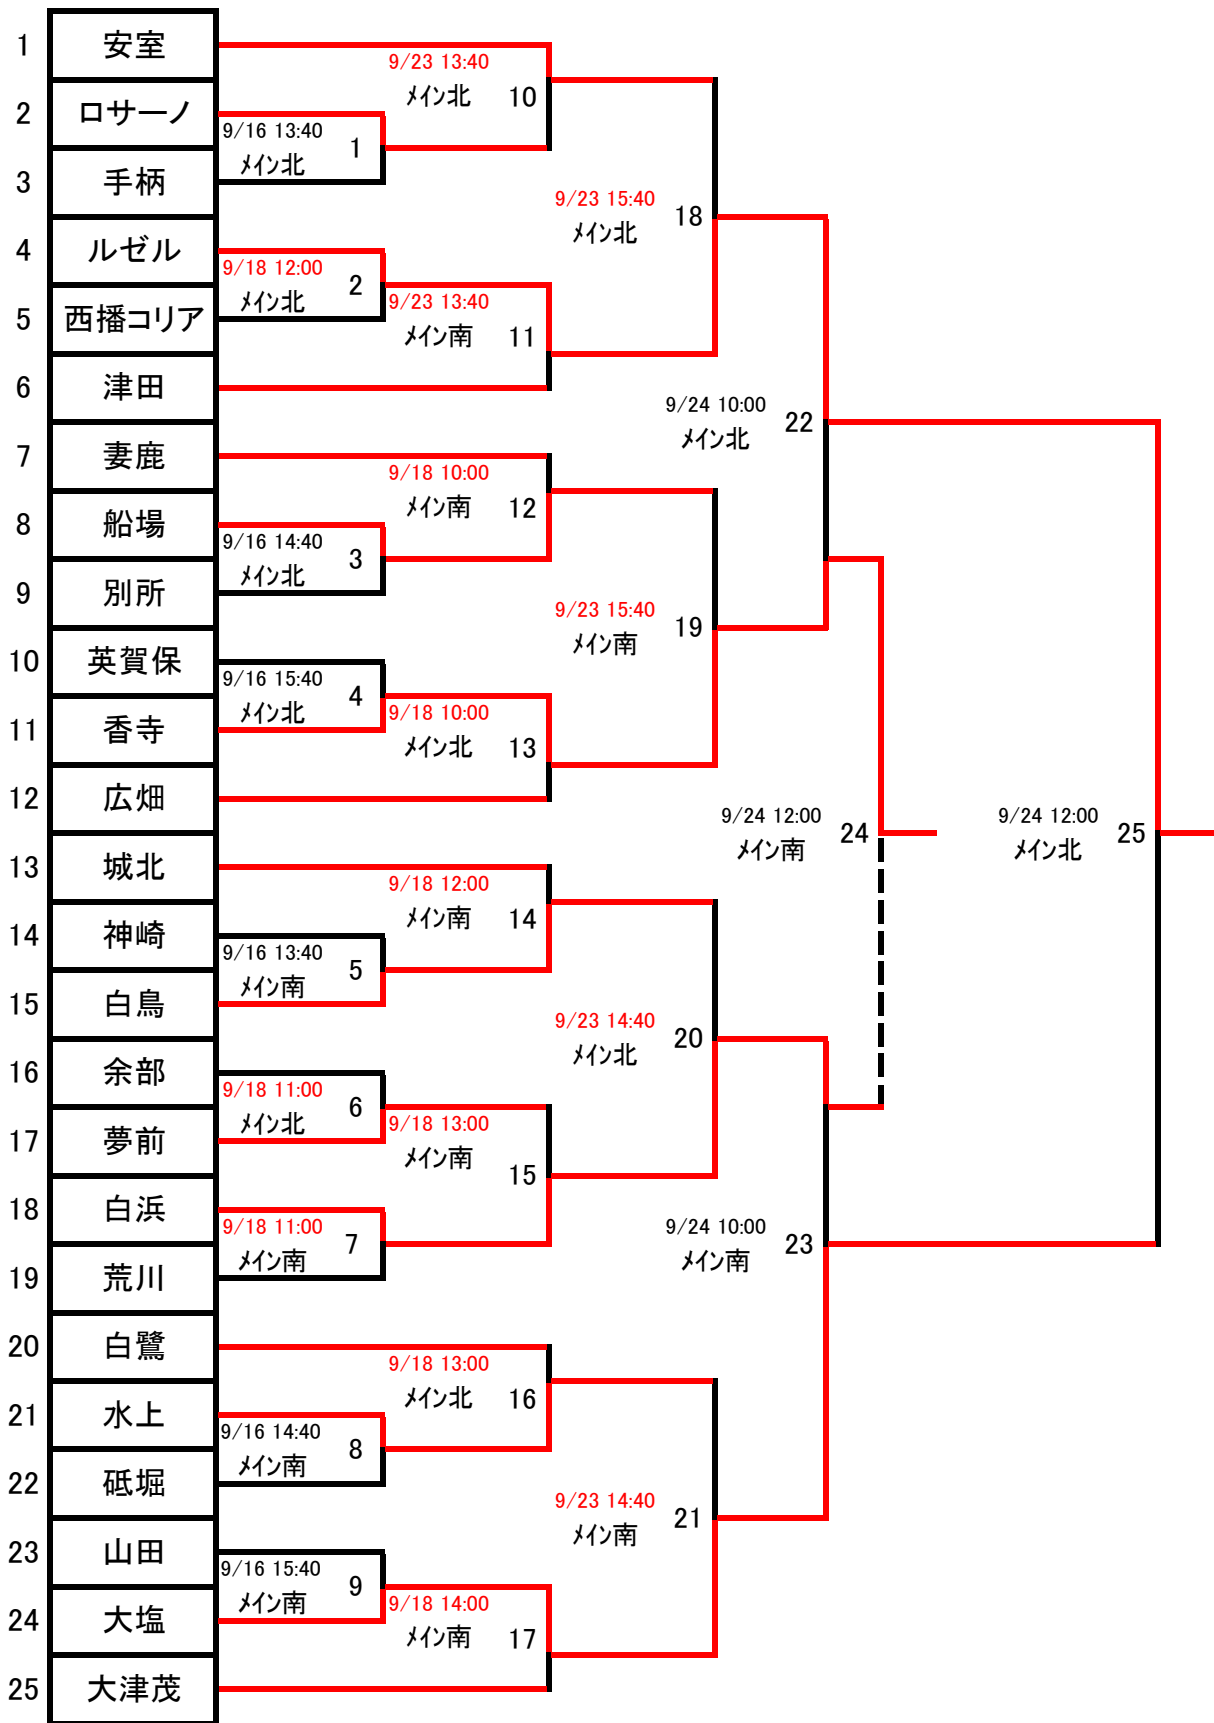 1 安室
9/23 13:40
メイン北 10
2 ロサーノ
9/16 13:40
メイン北 1
3 手柄
9/23 15:40
メイン北 18
4 ルゼル
9/18 12:00
メイン北 2
9/23 13:40
メイン南 11
5 西播コリア
6 津田
9/24 10:00
メイン北 22
7 妻鹿
9/18 10:00
メイン南 12
8 船場
9/16 14:40
メイン北 3
9 別所
9/23 15:40
メイン南 19
10 英賀保
9/16 15:40
メイン北 4
11 香寺
9/18 10:00
メイン北 13
12 広畑
9/24 12:00
メイン南 24
9/24 12:00
メイン北 25
13 城北
9/18 12:00
メイン南 14
14 神崎
9/16 13:40
メイン南 5
15 白鳥
9/23 14:40
メイン北 20
16 余部
9/18 11:00
メイン北 6
17 夢前
9/18 13:00
メイン南 15
18 白浜
9/18 11:00
メイン南 7
9/24 10:00
メイン南 23
19 荒川
20 白鷺
9/18 13:00
メイン北 16
21 水上
9/16 14:40
メイン南 8
22 砥堀
9/23 14:40
メイン南 21
23 山田
9/16 15:40
メイン南 9
24 大塩
9/18 14:00
メイン南 17
25 大津茂